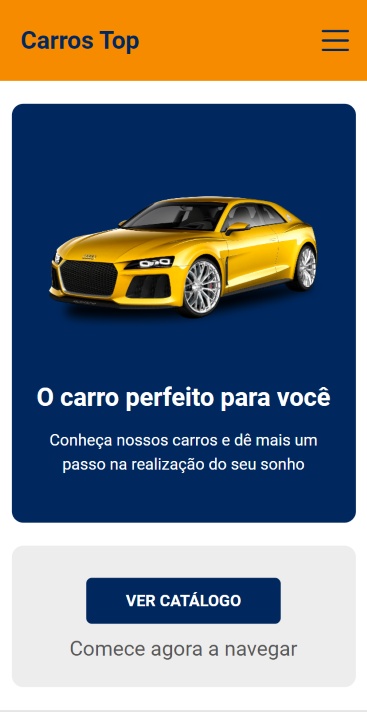 Carros Top
O carro perfeito para você
Conheça nossos carros e dê mais um
passo na realização do seu sonho
VER CATÁLOGO
Comece agora a navegar